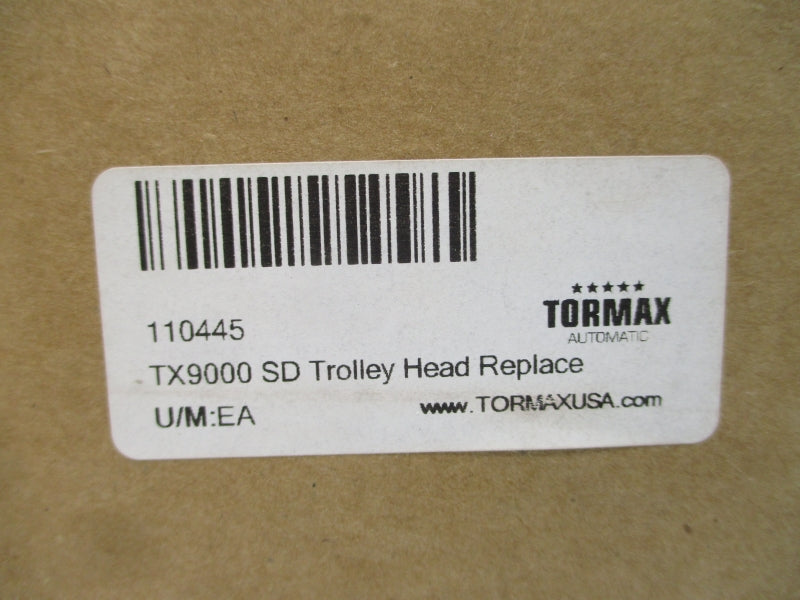 110445
TORMAX
AUTOMATIC
TX9000 SD Trolley Head Replace
U/M:EA
www.TORMAXUSA.com